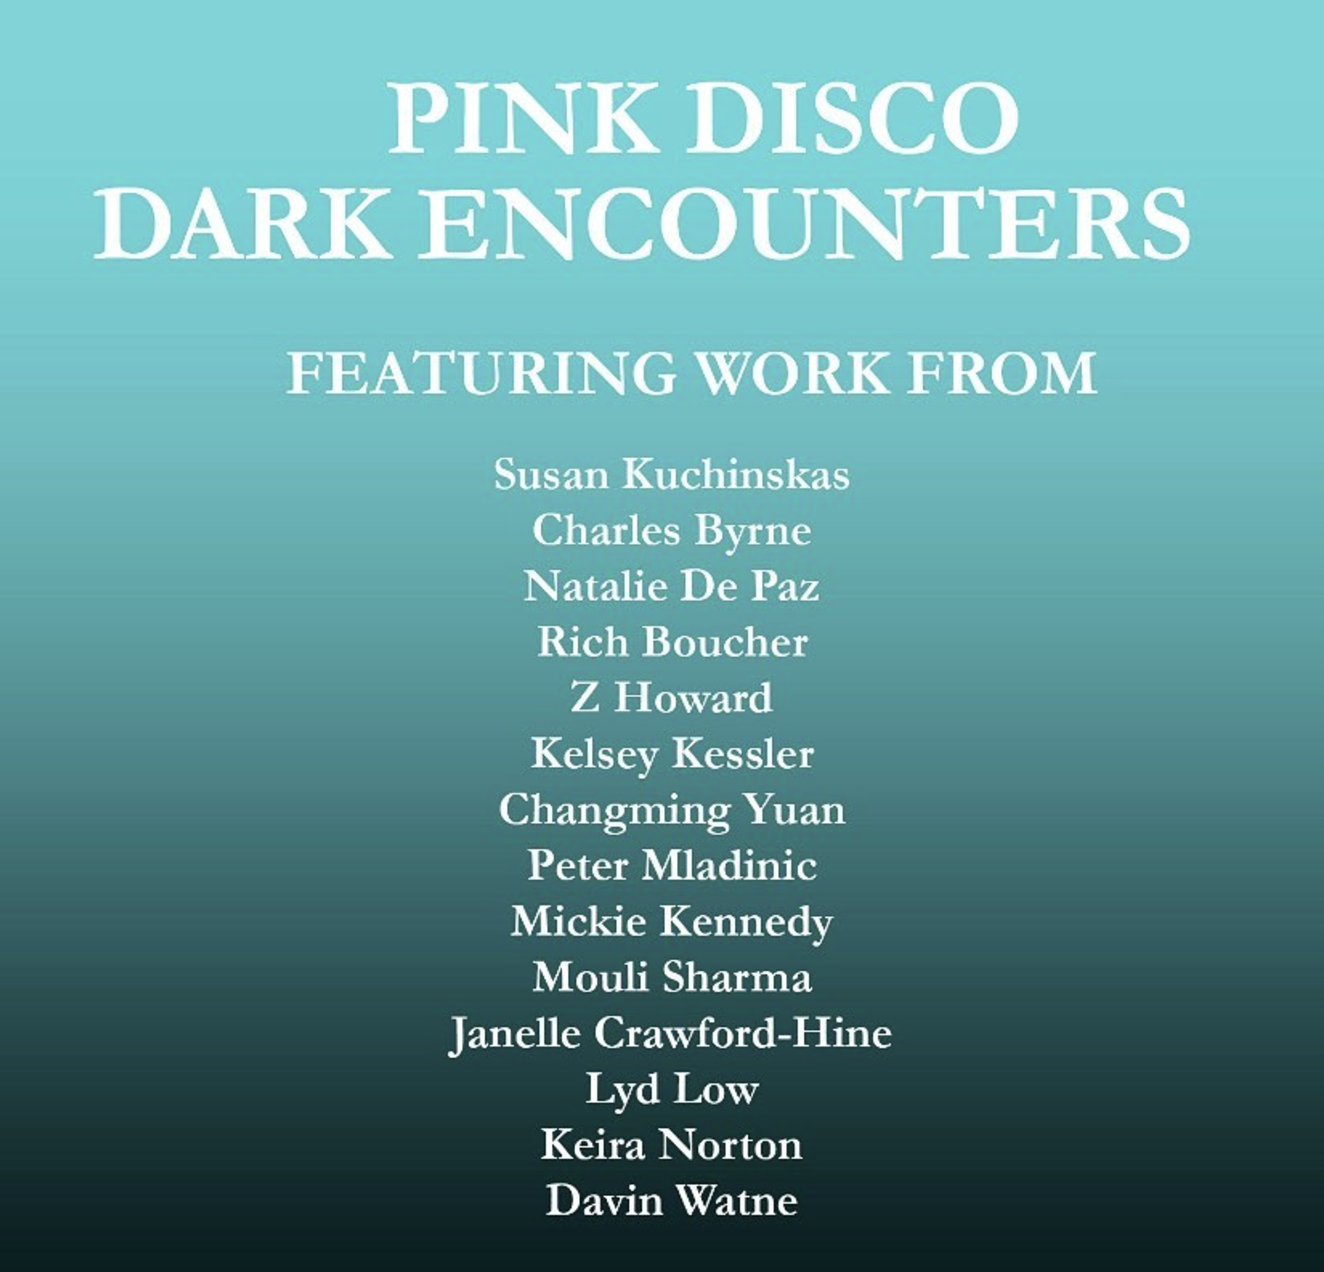 PINK DISCO
DARK ENCOUNTERS
FEATURING WORK FROM
Susan Kuchinskas
Charles Byrne
Natalie De Paz
Rich Boucher
Z Howard
Kelsey Kessler
Changming Yuan
Peter Mladinic
Mickie Kennedy
Mouli Sharma
Janelle Crawford-Hine
Lyd Low
Keira Norton
Davin Watne